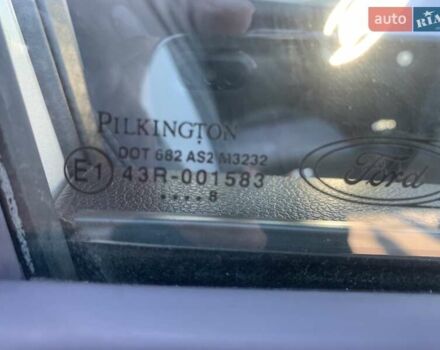 auto RIA
PILKINGTON
DOT 682 AS2 M3232
E1 43R-001583
....8
Ford